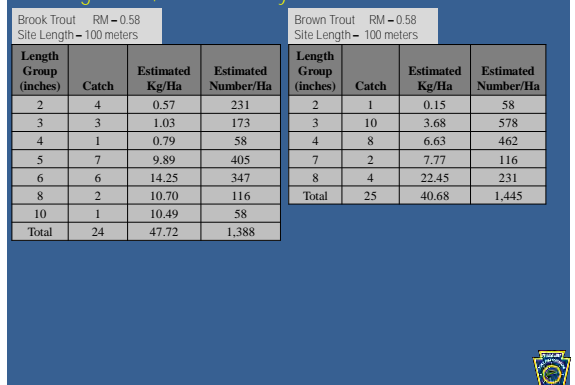 Brook Trout RM – 0.58
Site Length – 100 meters
Length Group (inches) Catch Estimated Kg/Ha Estimated Number/Ha
2 4 0.57 231
3 3 1.03 173
4 1 0.79 58
5 7 9.89 405
6 6 14.25 347
8 2 10.70 116
10 1 10.49 58
Total 24 47.72 1,388
Brown Trout RM – 0.58
Site Length – 100 meters
Length Group (inches) Catch Estimated Kg/Ha Estimated Number/Ha
2 1 0.15 58
3 10 3.68 578
4 8 6.63 462
7 2 7.77 116
8 4 22.45 231
Total 25 40.68 1,445